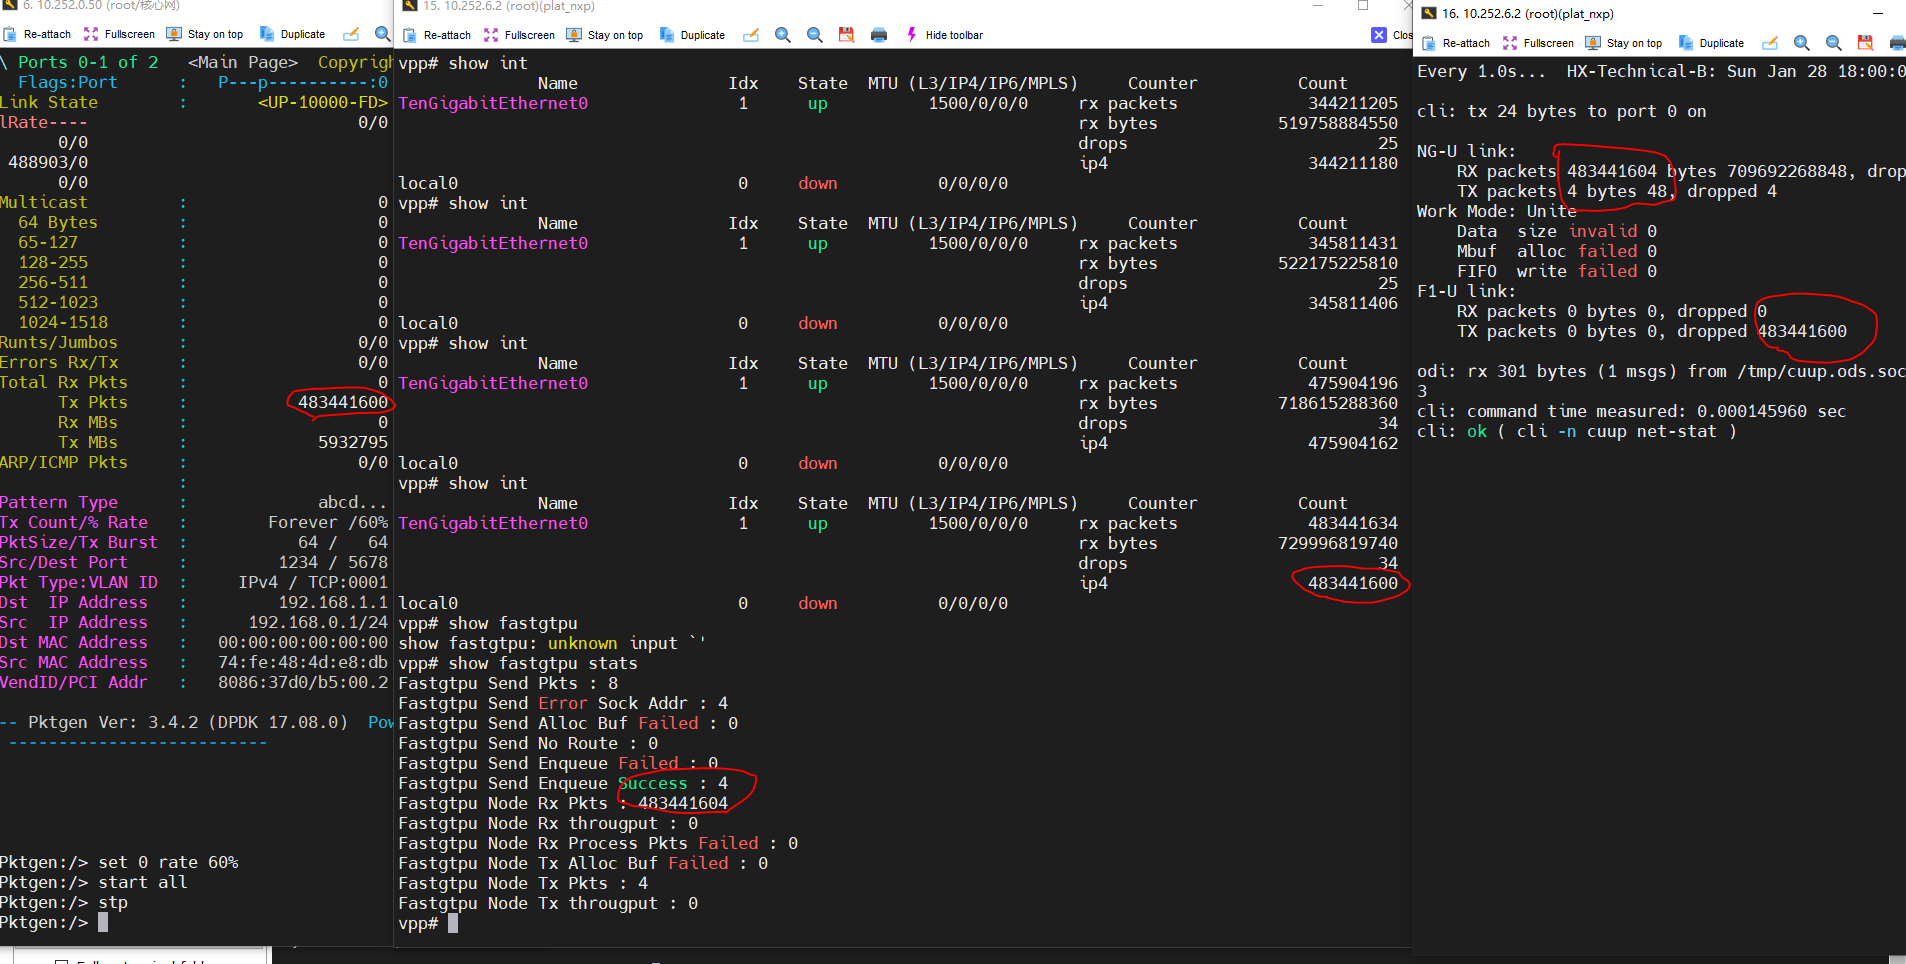 6. 10.252.0.50 (root/核心网)
Re-attach Fullscreen Stay on top Duplicate
\ Ports 0-1 of 2 <Main Page> Copyrigh
Flags:Port : P---p----------:0
Link State : <UP-10000-FD>
lRate---- 0/0
0/0
488903/0
0/0
Multicast : 0
64 Bytes : 0
65-127 : 0
128-255 : 0
256-511 : 0
512-1023 : 0
1024-1518 : 0
Runts/Jumbos : 0/0
Errors Rx/Tx : 0/0
Total Rx Pkts : 0
Tx Pkts : 483441600
Rx MBs : 0
Tx MBs : 5932795
ARP/ICMP Pkts : 0/0
:
Pattern Type : abcd...
Tx Count/% Rate : Forever /60%
PktSize/Tx Burst : 64 / 64
Src/Dest Port : 1234 / 5678
Pkt Type:VLAN ID : IPv4 / TCP:0001
Dst IP Address : 192.168.1.1
Src IP Address : 192.168.0.1/24
Dst MAC Address : 00:00:00:00:00:00
Src MAC Address : 74:fe:48:4d:e8:db
VendID/PCI Addr : 8086:37d0/b5:00.2
-- Pktgen Ver: 3.4.2 (DPDK 17.08.0) Pow
--------------------------
Pktgen:/> set 0 rate 60%
Pktgen:/> start all
Pktgen:/> stp
Pktgen:/>
15. 10.252.6.2 (root)(plat_nxp)
Re-attach Fullscreen Stay on top Duplicate Hide toolbar Clos
vpp# show int
Name Idx State MTU (L3/IP4/IP6/MPLS) Counter Count
TenGigabitEthernet0 1 up 1500/0/0/0 rx packets 344211205
rx bytes 519758884550
drops 25
ip4 344211180
local0 0 down 0/0/0/0
vpp# show int
Name Idx State MTU (L3/IP4/IP6/MPLS) Counter Count
TenGigabitEthernet0 1 up 1500/0/0/0 rx packets 345811431
rx bytes 522175225810
drops 25
ip4 345811406
local0 0 down 0/0/0/0
vpp# show int
Name Idx State MTU (L3/IP4/IP6/MPLS) Counter Count
TenGigabitEthernet0 1 up 1500/0/0/0 rx packets 475904196
rx bytes 718615288360
drops 34
ip4 475904162
local0 0 down 0/0/0/0
vpp# show int
Name Idx State MTU (L3/IP4/IP6/MPLS) Counter Count
TenGigabitEthernet0 1 up 1500/0/0/0 rx packets 483441634
rx bytes 729996819740
drops 34
ip4 483441600
local0 0 down 0/0/0/0
vpp# show fastgtpu
show fastgtpu: unknown input `'
vpp# show fastgtpu stats
Fastgtpu Send Pkts : 8
Fastgtpu Send Error Sock Addr : 4
Fastgtpu Send Alloc Buf Failed : 0
Fastgtpu Send No Route : 0
Fastgtpu Send Enqueue Failed : 0
Fastgtpu Send Enqueue Success : 4
Fastgtpu Node Rx Pkts : 483441604
Fastgtpu Node Rx througput : 0
Fastgtpu Node Rx Process Pkts Failed : 0
Fastgtpu Node Tx Alloc Buf Failed : 0
Fastgtpu Node Tx Pkts : 4
Fastgtpu Node Tx througput : 0
vpp#
16. 10.252.6.2 (root)(plat_nxp)
Re-attach Fullscreen Stay on top Duplicate
Every 1.0s... HX-Technical-B: Sun Jan 28 18:00:0
cli: tx 24 bytes to port 0 on
NG-U link:
RX packets 483441604 bytes 709692268848, drop
TX packets 4 bytes 48, dropped 4
Work Mode: Unite
Data size invalid 0
Mbuf alloc failed 0
FIFO write failed 0
F1-U link:
RX packets 0 bytes 0, dropped 0
TX packets 0 bytes 0, dropped 483441600
odi: rx 301 bytes (1 msgs) from /tmp/cuup.ods.soc
3
cli: command time measured: 0.000145960 sec
cli: ok ( cli -n cuup net-stat )